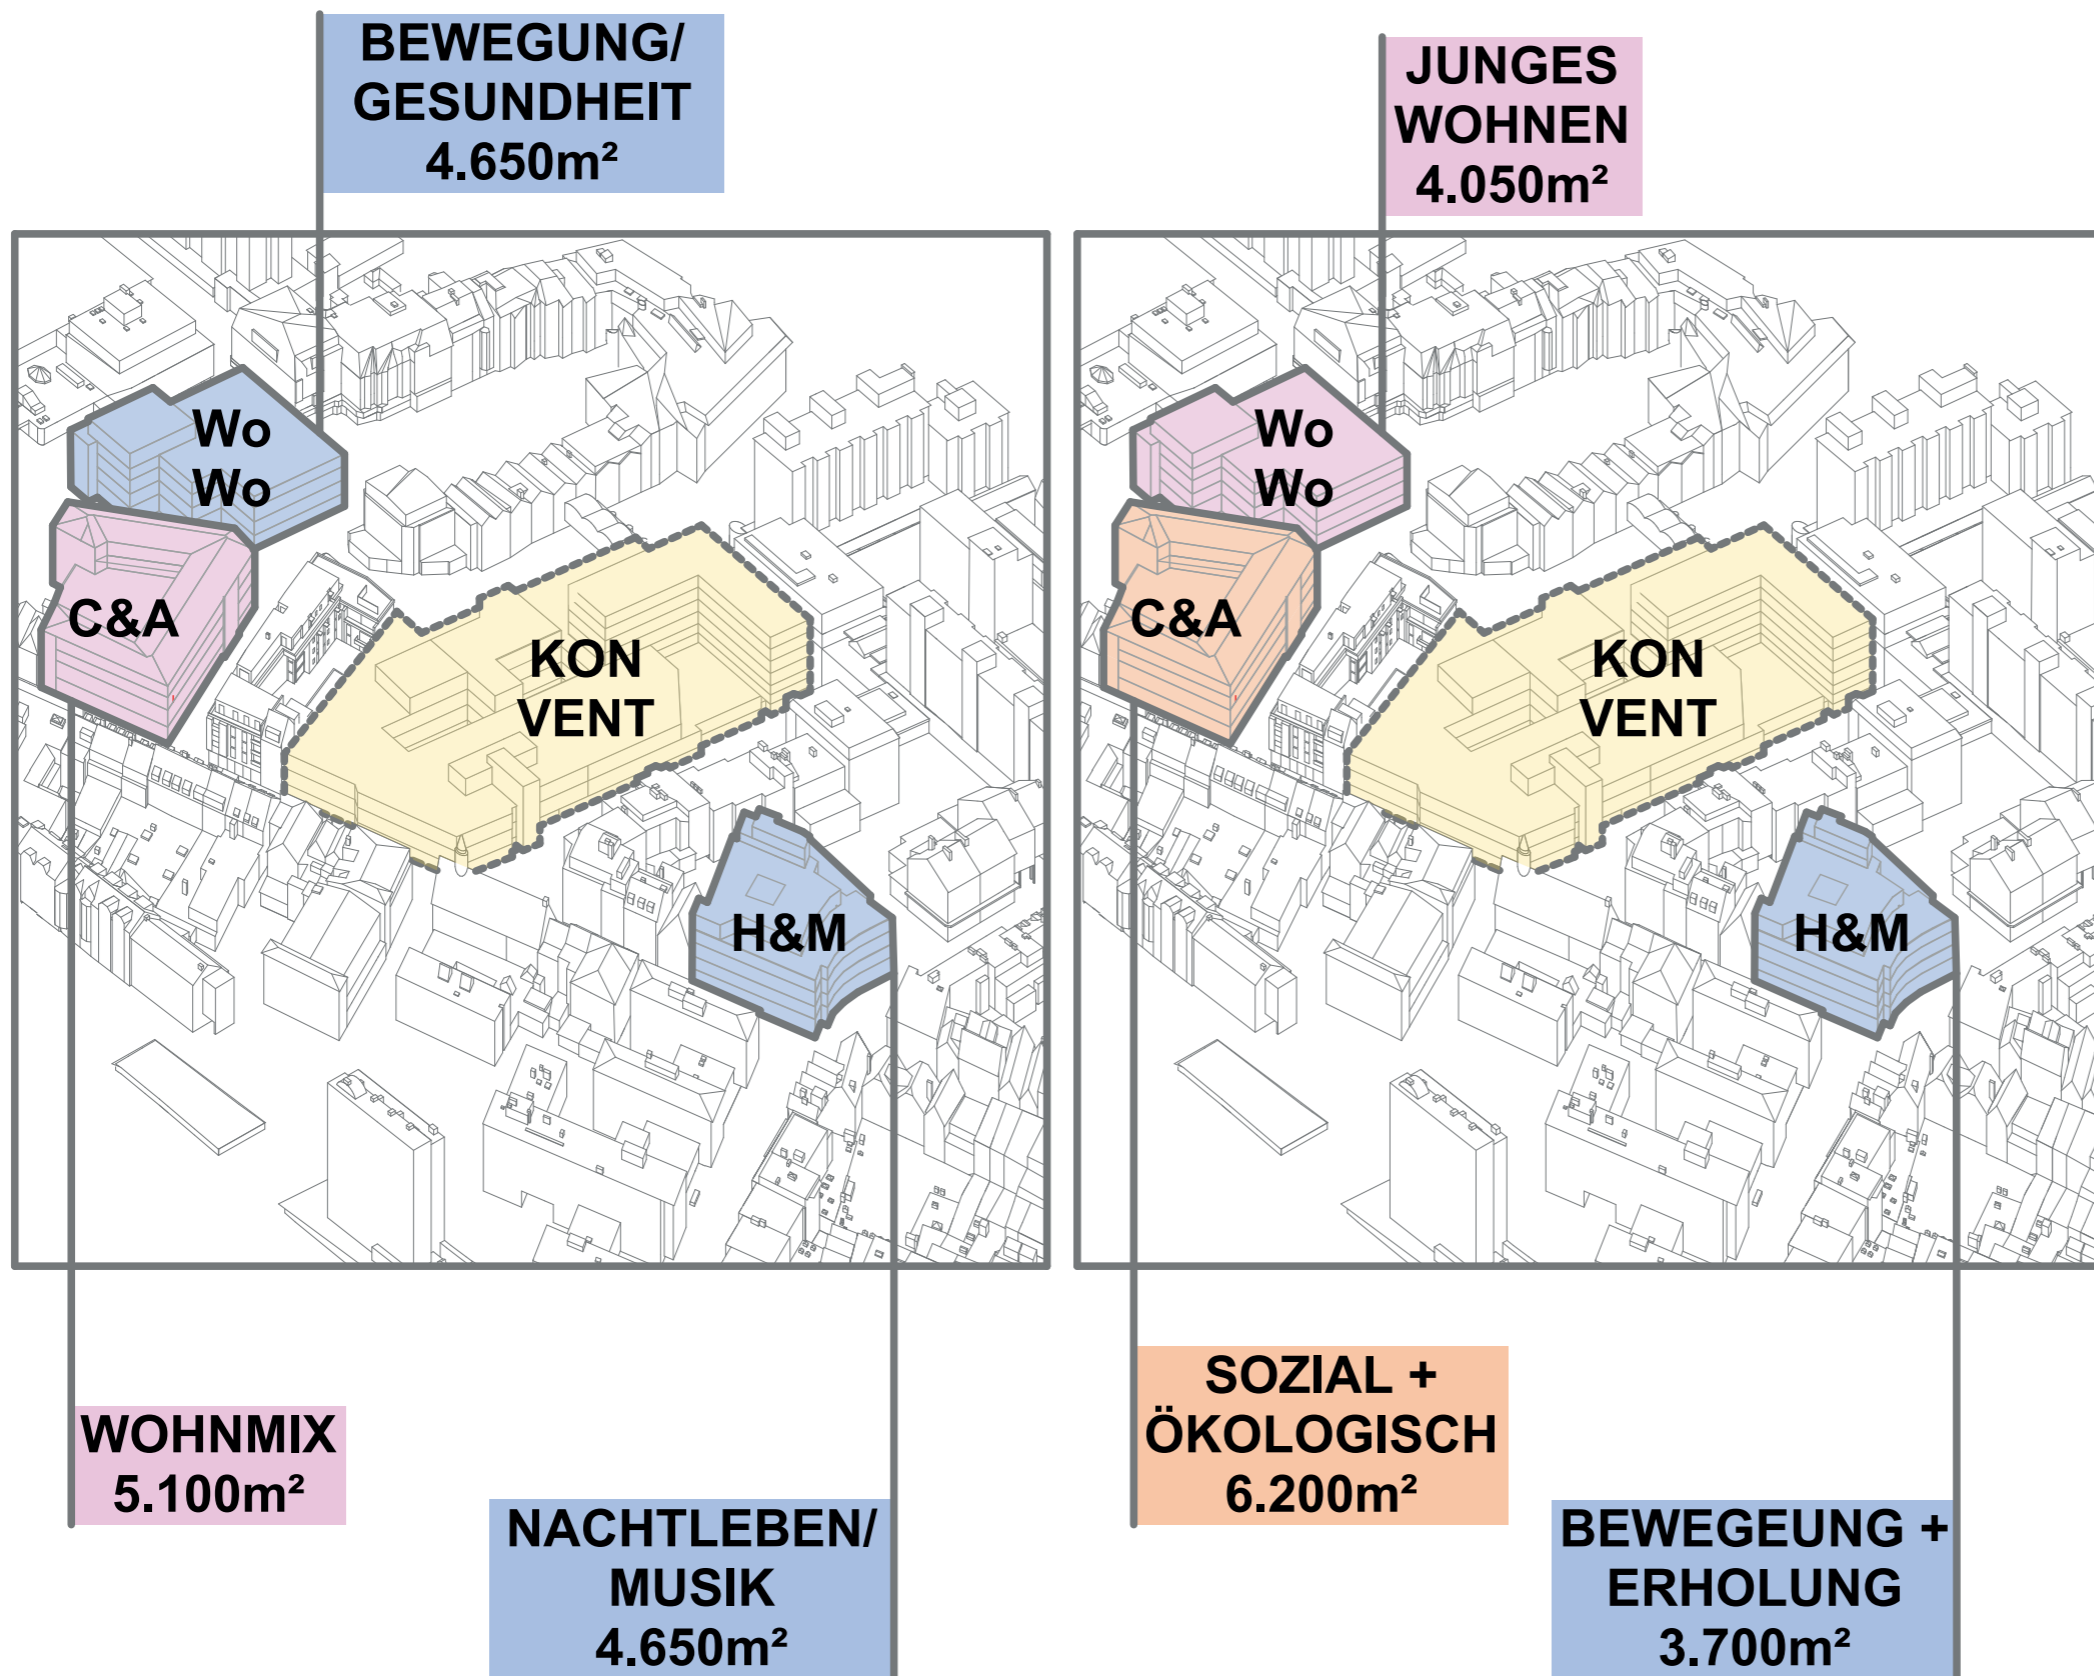 BEWEGUNG/
GESUNDHEIT
4.650m²
Wo
Wo
C&A
KON
VENT
H&M
WOHNMIX
5.100m²
NACHTLEBEN/
MUSIK
4.650m²
JUNGES
WOHNEN
4.050m²
Wo
Wo
C&A
KON
VENT
H&M
SOZIAL +
ÖKOLOGISCH
6.200m²
BEWEGEUNG +
ERHOLUNG
3.700m²